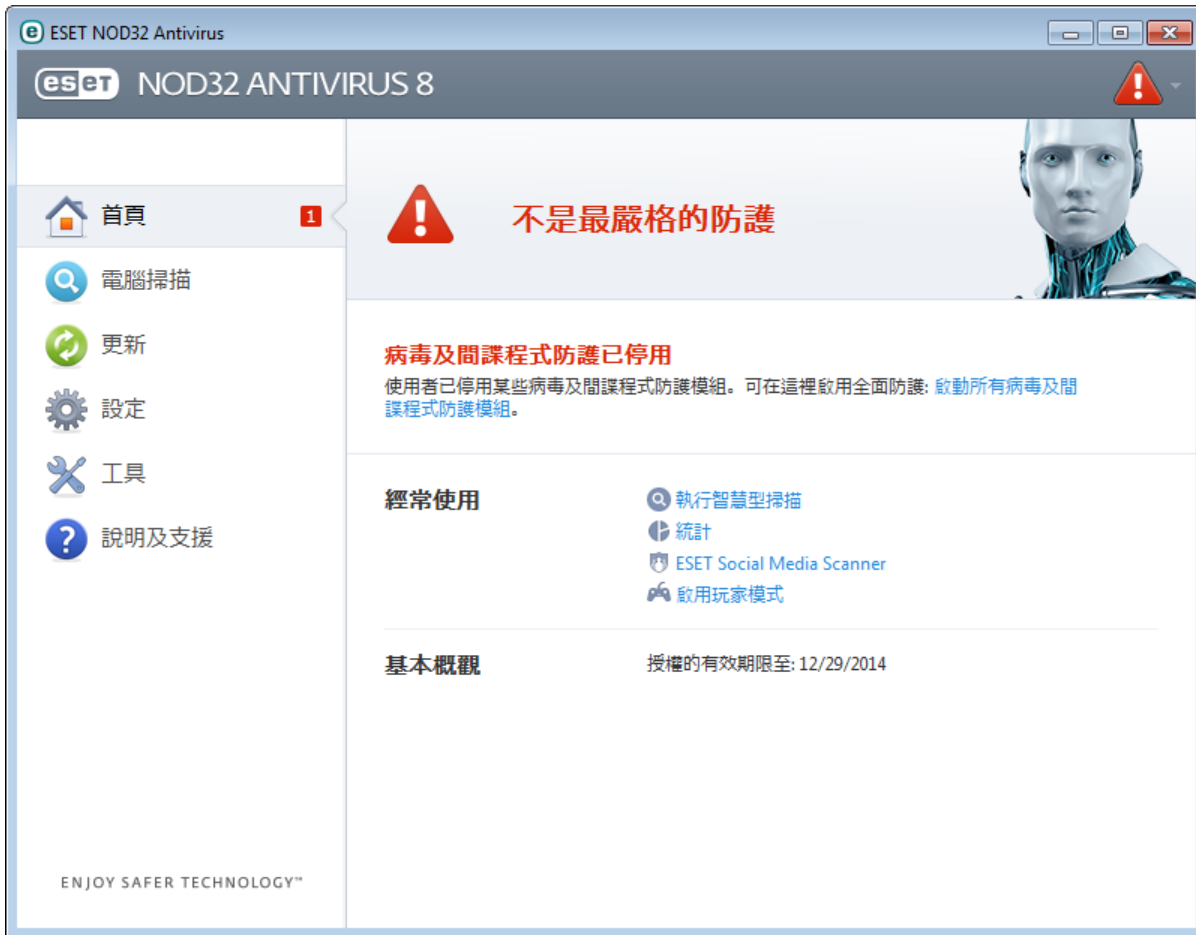 ESET NOD32 Antivirus
eset NOD32 ANTIVIRUS 8
首頁 1
電腦掃描
更新
設定
工具
說明及支援
ENJOY SAFER TECHNOLOGY™
不是最嚴格的防護
病毒及間諜程式防護已停用
使用者已停用某些病毒及間諜程式防護模組。可在這裡啟用全面防護: 啟動所有病毒及間
諜程式防護模組。
經常使用
執行智慧型掃描
統計
ESET Social Media Scanner
啟用玩家模式
基本概觀
授權的有效期限至: 12/29/2014